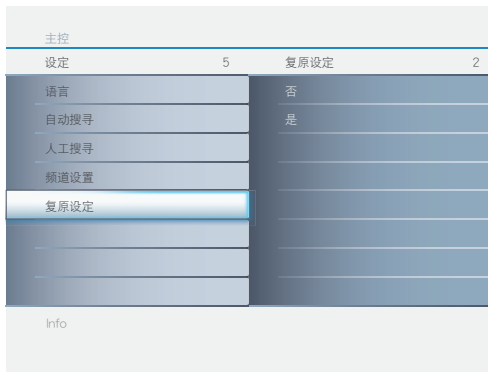 主控
设定 5 复原设定 2
语言 否
自动搜寻 是
人工搜寻
频道设置
复原设定
Info